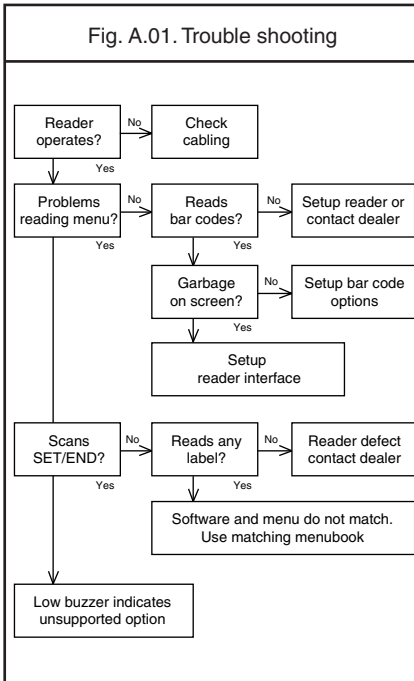 Fig. A.01. Trouble shooting
Reader
operates?
No
Check
cabling
Yes
Problems
reading menu?
No
Reads
bar codes?
No
Setup reader or
contact dealer
Yes
Yes
Garbage
on screen?
No
Setup bar code
options
Yes
Setup
reader interface
Scans
SET/END?
No
Reads any
label?
No
Reader defect
contact dealer
Yes
Yes
Software and menu do not match.
Use matching menubook
Low buzzer indicates
unsupported option